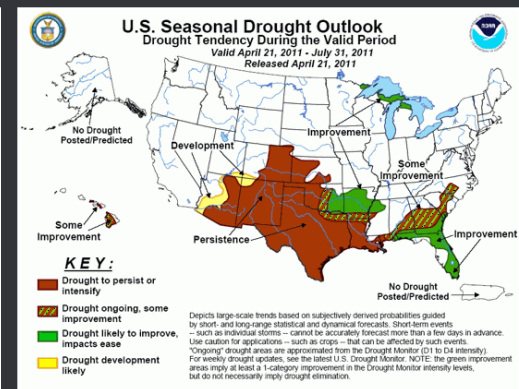 U.S. Seasonal Drought Outlook
Drought Tendency During the Valid Period
Valid April 21, 2011 - July 31, 2011
Released April 21, 2011
No Drought
Posted/Predicted
Development
Improvement
Some
Improvement
Some
Improvement
Persistence
Improvement
No Drought
Posted/Predicted
KEY:
Drought to persist or
intensify
Drought ongoing, some
improvement
Drought likely to improve,
impacts ease
Drought development
likely
Depicts large-scale trends based on subjectively derived probabilities guided
by short- and long-range statistical and dynamical forecasts. Short-term events
-- such as individual storms -- cannot be accurately forecast more than a few days in advance.
Use caution for applications -- such as crops -- that can be affected by such events.
"Ongoing" drought areas are approximated from the Drought Monitor (D1 to D4 intensity).
For weekly drought updates, see the latest U.S. Drought Monitor. NOTE: the green improvement
areas imply at least a 1-category improvement in the Drought Monitor intensity levels,
but do not necessarily imply drought elimination.